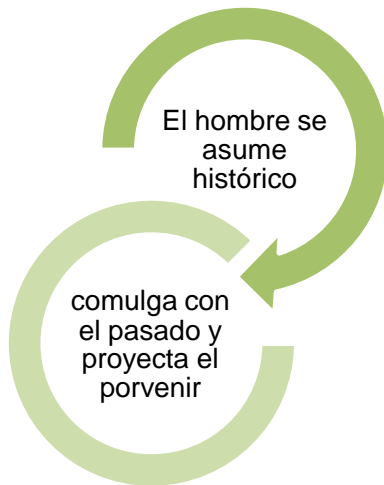 El hombre se
asume
histórico
comulga con
el pasado y
proyecta el
porvenir